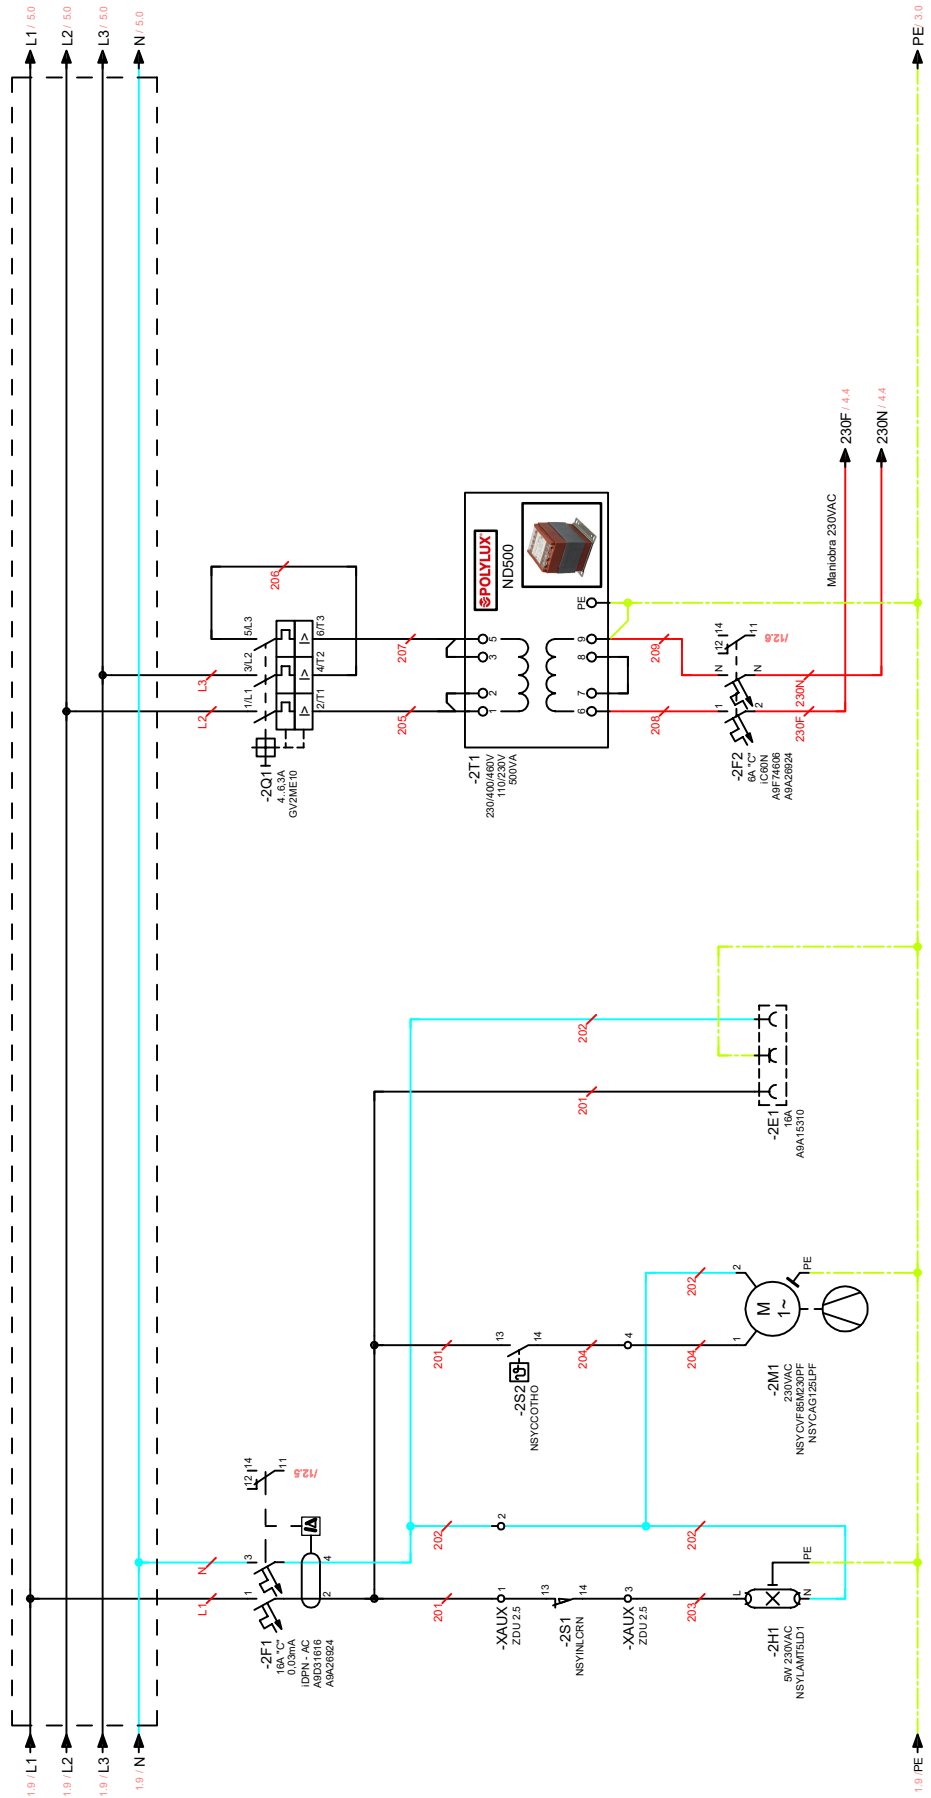 1.9 / L1
1.9 / L2
1.9 / L3
1.9 / N
L1 / 5.0
L2 / 5.0
L3 / 5.0
N / 5.0
L1
N
1
3
2
4
12
14
11
/12.5
-2F1
16A "C"
0,03mA
iDPN - AC
A9D31616
A9A26924
L2
L3
1/L1
3/L2
5/L3
2/T1
4/T2
6/T3
I>
I>
I>
206
-2Q1
4..6,3A
GV2ME10
201
202
201
201
202
1
2
-XAUX
ZDU 2.5
13
14
-2S1
NSYINLCRN
3
-XAUX
ZDU 2.5
13
14
-2S2
NSYCCOTHO
204
4
204
203
202
202
L
N
PE
-2H1
5W 230VAC
NSYLAMT5LD1
M
1~
1
2
PE
-2M1
230VAC
NSYCVF85M230PF
NSYCAG125LPF
-2E1
16A
A9A15310
205
207
1
2
3
5
6
7
8
9
PE
POLYLUX
ND500
-2T1
230/400/460V
110/230V
500VA
208
209
1
N
2
N
12
14
11
/12.6
-2F2
6A "C"
iC60N
A9F74606
A9A26924
230F
230N
Maniobra 230VAC
230F / 4.4
230N / 4.4
1.9 / PE
PE / 3.0